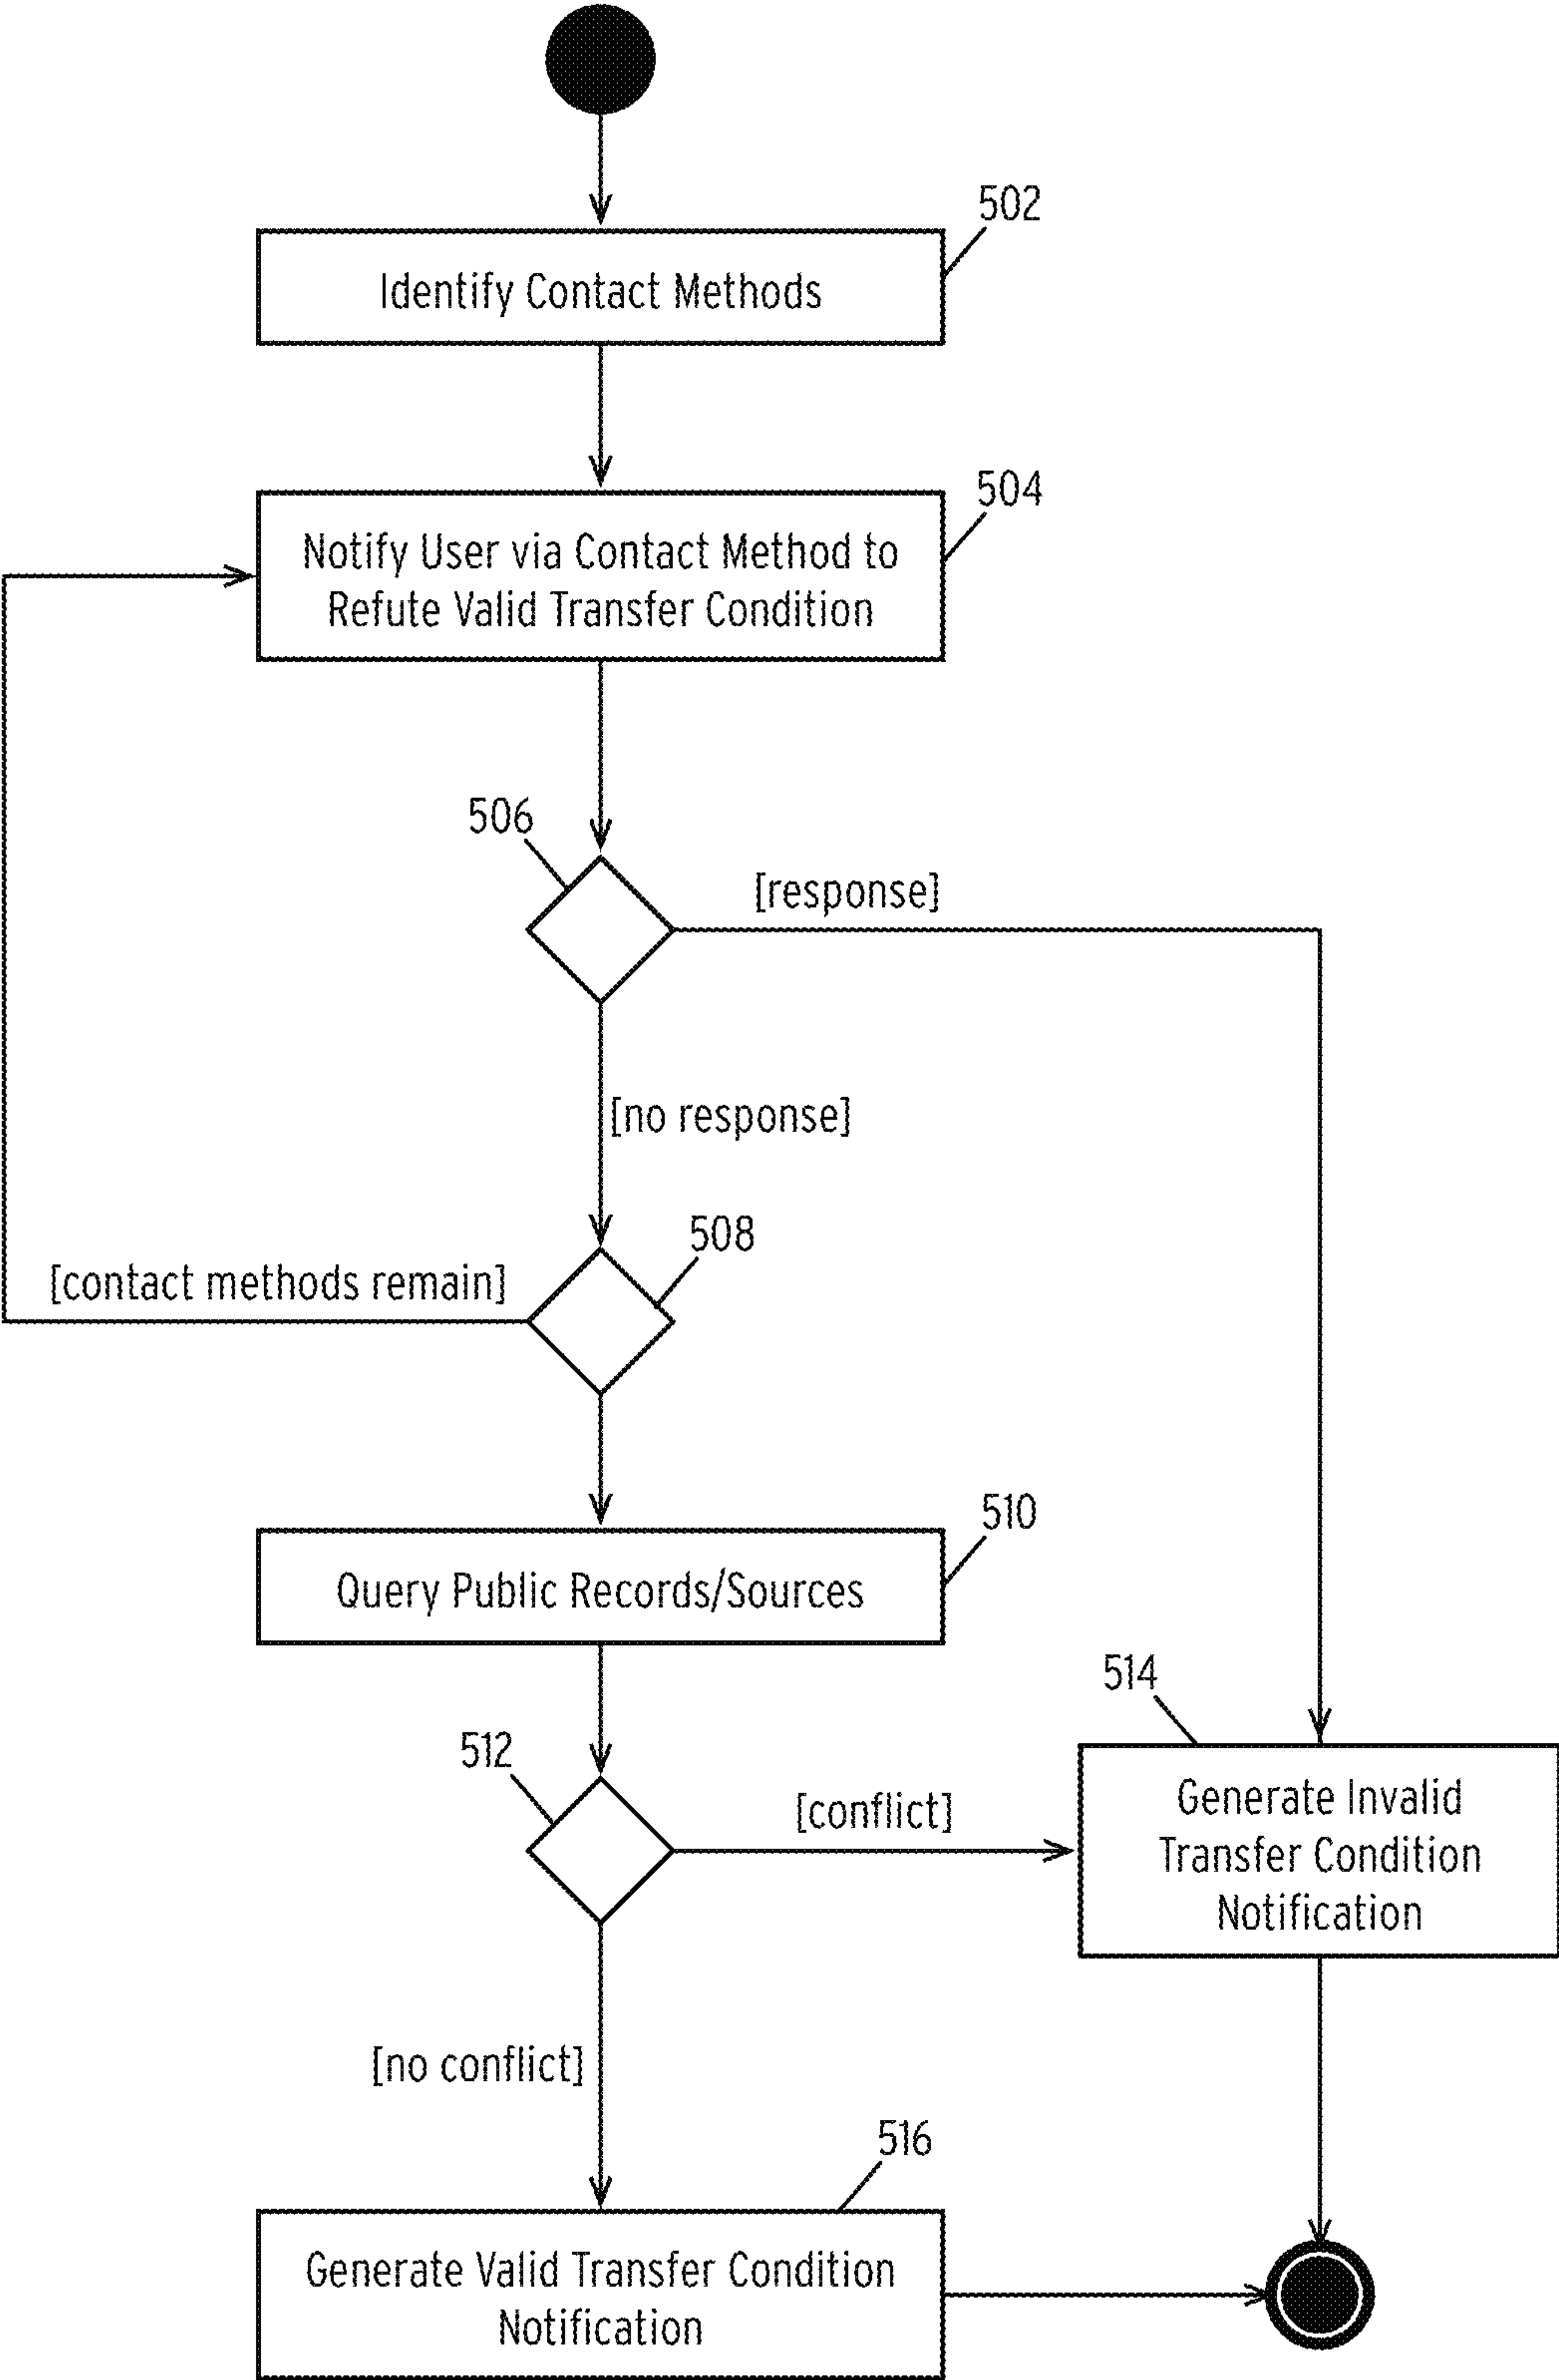 502
Identify Contact Methods
504
Notify User via Contact Method to
Refute Valid Transfer Condition
506
[response]
[no response]
508
[contact methods remain]
510
Query Public Records/Sources
512
[conflict]
514
Generate Invalid
Transfer Condition
Notification
[no conflict]
516
Generate Valid Transfer Condition
Notification